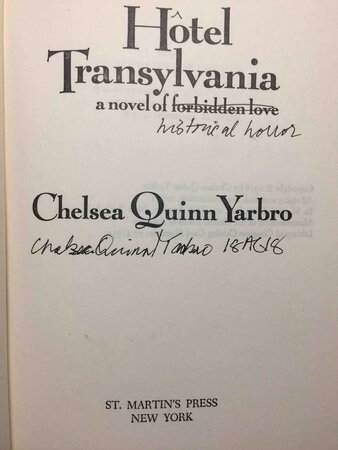 Hôtel
Transylvania
a novel of forbidden love
historical horror
Chelsea Quinn Yarbro
Chelsea Quinn Yarbro 18AG18
ST. MARTIN'S PRESS
NEW YORK